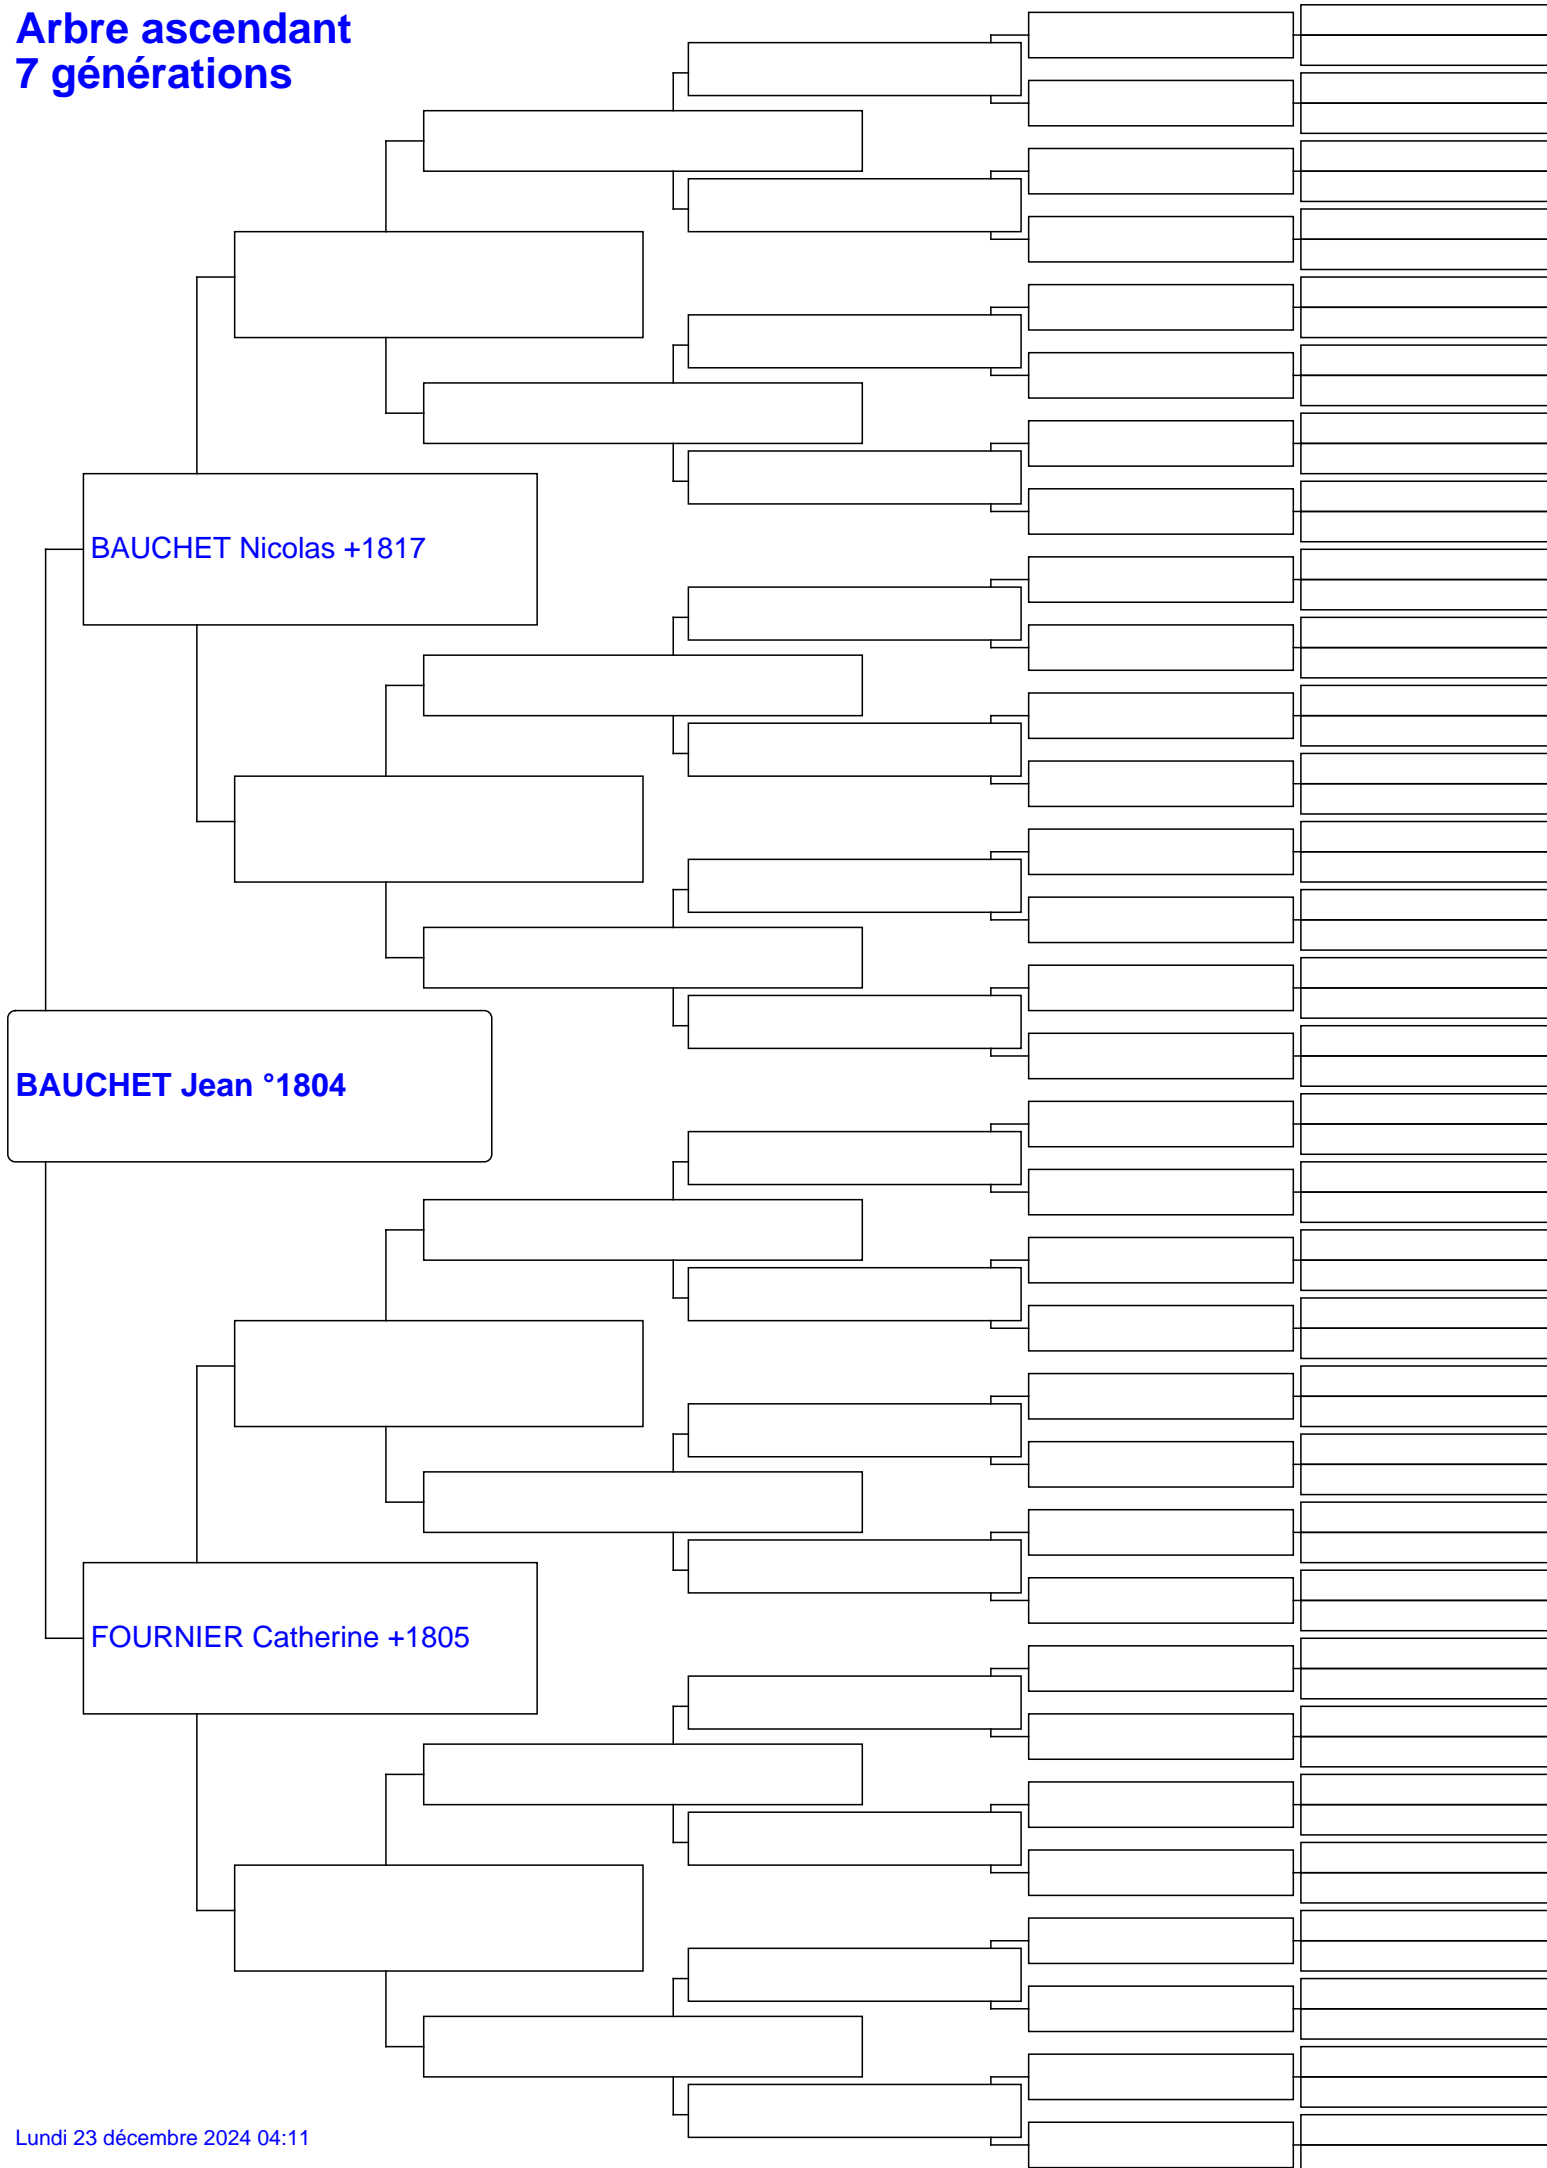 Arbre ascendant
7 générations
BAUCHET Nicolas +1817
BAUCHET Jean °1804
FOURNIER Catherine +1805
Lundi 23 décembre 2024 04:11